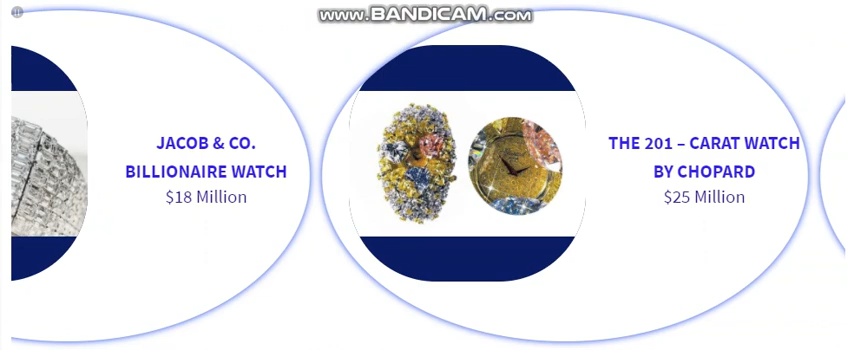 www.BANDICAM.com
JACOB & CO.
BILLIONAIRE WATCH
$18 Million
THE 201 – CARAT WATCH
BY CHOPARD
$25 Million